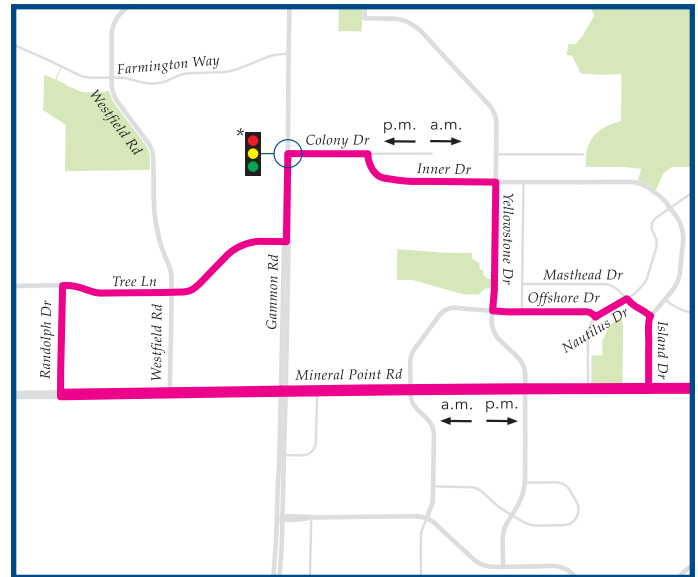 Farmington Way
Westfield Rd
*
Colony Dr
p.m.
a.m.
Inner Dr
Yellowstone Dr
Gammon Rd
Tree Ln
Masthead Dr
Offshore Dr
Nautilus Dr
Island Dr
Randolph Dr
Westfield Rd
Mineral Point Rd
a.m.
p.m.